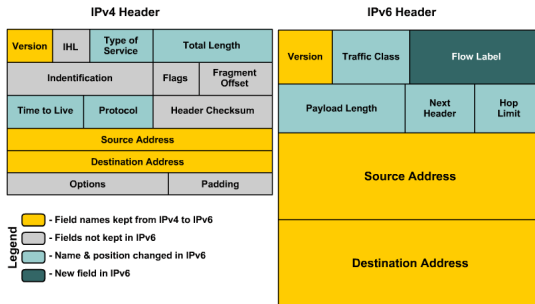 IPv4 Header
Version
IHL
Type of
Service
Total Length
Indentification
Flags
Fragment
Offset
Time to Live
Protocol
Header Checksum
Source Address
Destination Address
Options
Padding
Legend
- Field names kept from IPv4 to IPv6
- Fields not kept in IPv6
- Name & position changed in IPv6
- New field in IPv6
IPv6 Header
Version
Traffic Class
Flow Label
Payload Length
Next
Header
Hop
Limit
Source Address
Destination Address